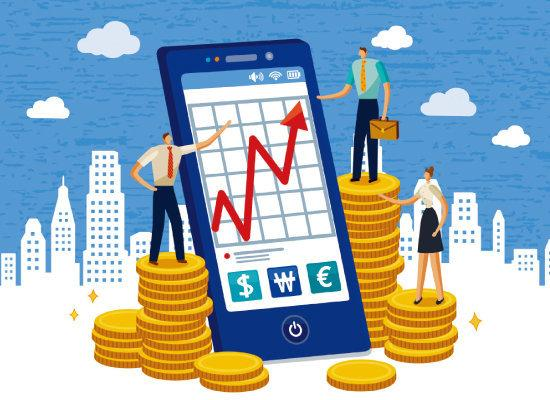 $ ₩ €